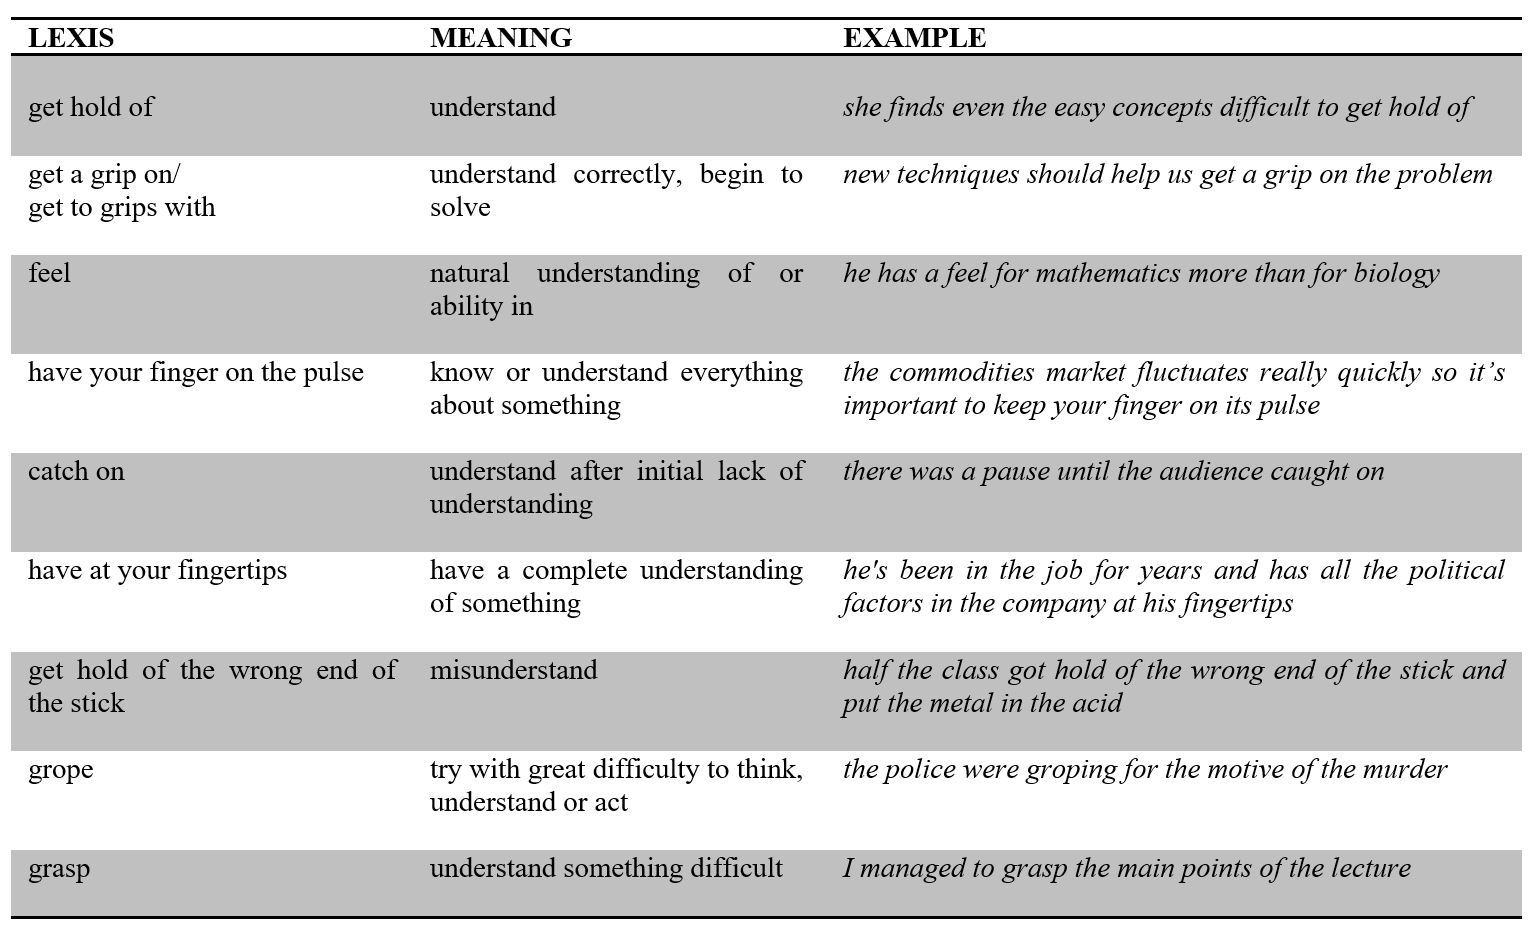 LEXIS MEANING EXAMPLE
get hold of understand she finds even the easy concepts difficult to get hold of
get a grip on/ understand correctly, begin to new techniques should help us get a grip on the problem
get to grips with solve
feel natural understanding of or he has a feel for mathematics more than for biology
ability in
have your finger on the pulse know or understand everything the commodities market fluctuates really quickly so it’s
about something important to keep your finger on its pulse
catch on understand after initial lack of there was a pause until the audience caught on
understanding
have at your fingertips have a complete understanding he's been in the job for years and has all the political
of something factors in the company at his fingertips
get hold of the wrong end of misunderstand half the class got hold of the wrong end of the stick and
the stick put the metal in the acid
grope try with great difficulty to think, the police were groping for the motive of the murder
understand or act
grasp understand something difficult I managed to grasp the main points of the lecture